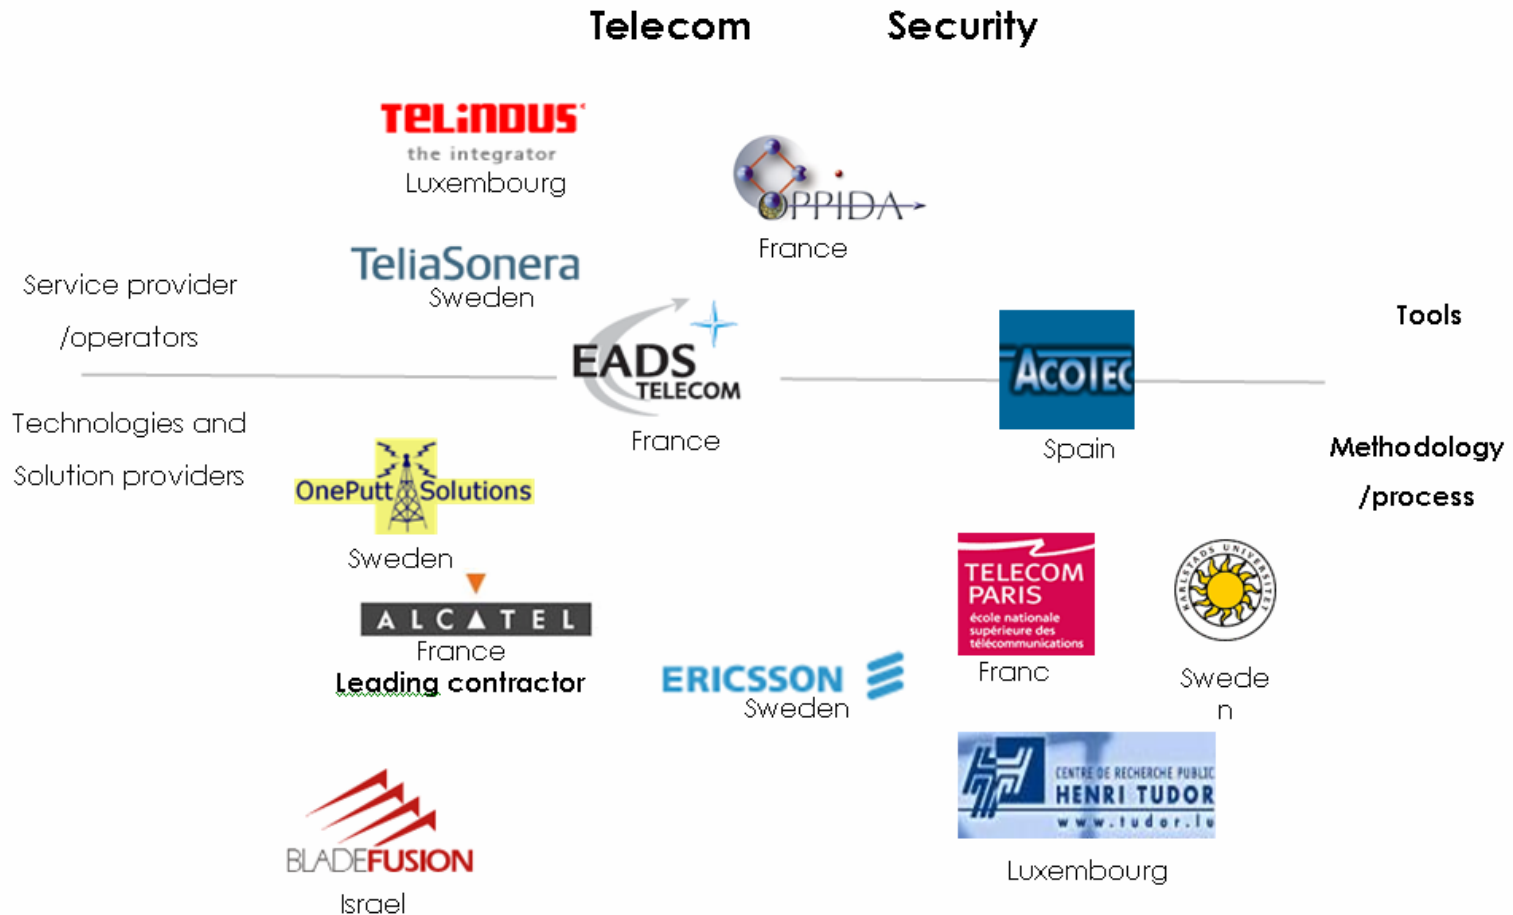 Telecom Security
TELINDUS
the integrator
Luxembourg
OPPIDA
France
TeliaSonera
Sweden
Service provider
/operators
EADS
TELECOM
France
ACOTEC
Spain
Tools
Technologies and
Solution providers
Methodology
/process
OnePutt Solutions
Sweden
ALCATEL
France
Leading contractor
ERICSSON
Sweden
TELECOM
PARIS
école nationale
supérieure des
télécommunications
Franc
KARLSTADS UNIVERSITET
Swede
n
CENTRE DE RECHERCHE PUBLIC
HENRI TUDOR
www.tudor.lu
Luxembourg
BLADEFUSION
Israel